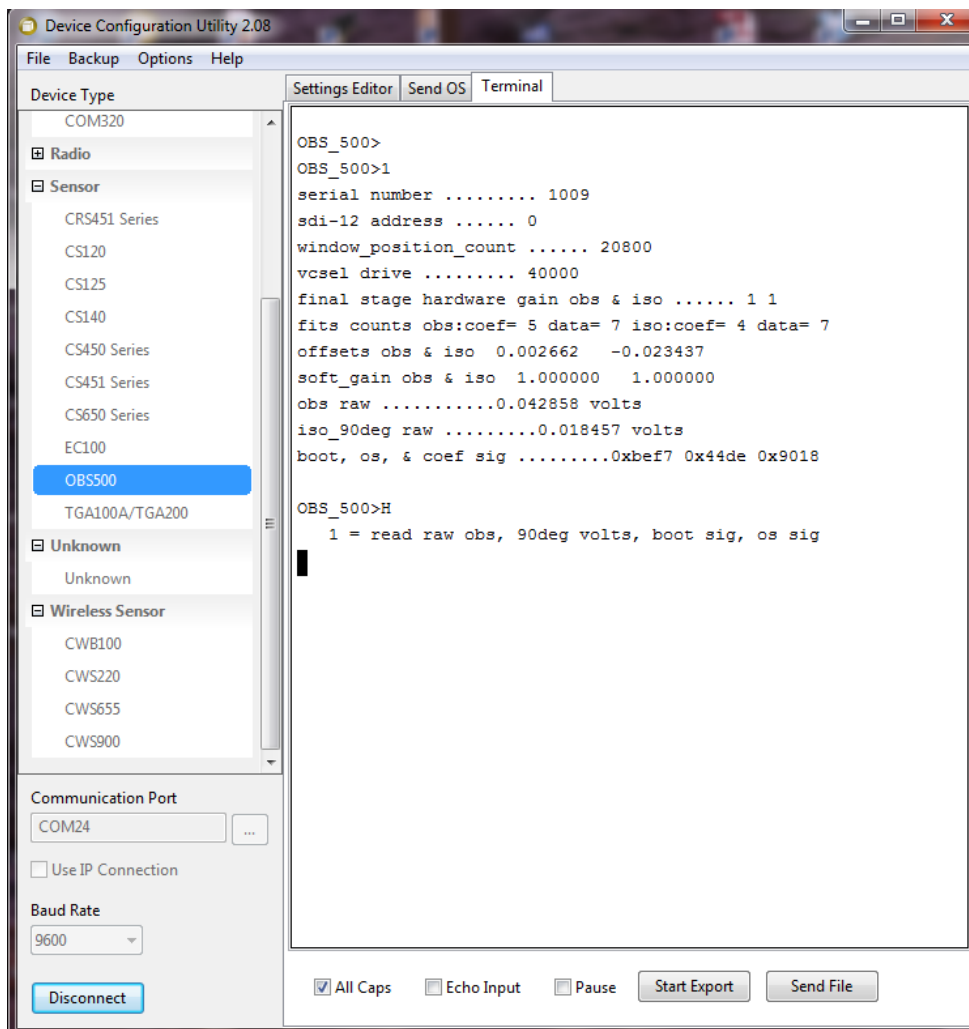 Device Configuration Utility 2.08
File Backup Options Help
Device Type
COM320
Radio
Sensor
CRS451 Series
CS120
CS125
CS140
CS450 Series
CS451 Series
CS650 Series
EC100
OBS500
TGA100A/TGA200
Unknown
Unknown
Wireless Sensor
CWB100
CWS220
CWS655
CWS900
Communication Port
COM24
...
Use IP Connection
Baud Rate
9600
Disconnect
Settings Editor Send OS Terminal
OBS_500>
OBS_500>1
serial number ......... 1009
sdi-12 address ...... 0
window_position_count ...... 20800
vcsel drive ......... 40000
final stage hardware gain obs & iso ...... 1 1
fits counts obs:coef= 5 data= 7 iso:coef= 4 data= 7
offsets obs & iso  0.002662   -0.023437
soft_gain obs & iso  1.000000   1.000000
obs raw ...........0.042858 volts
iso_90deg raw .........0.018457 volts
boot, os, & coef sig .........0xbef7 0x44de 0x9018
OBS_500>H
1 = read raw obs, 90deg volts, boot sig, os sig
All Caps Echo Input Pause Start Export Send File